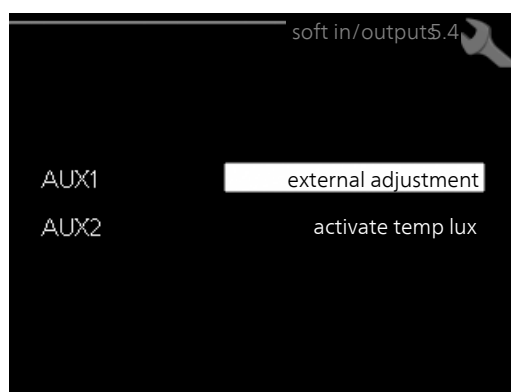 soft in/outputs5.4
AUX1 external adjustment
AUX2 activate temp lux